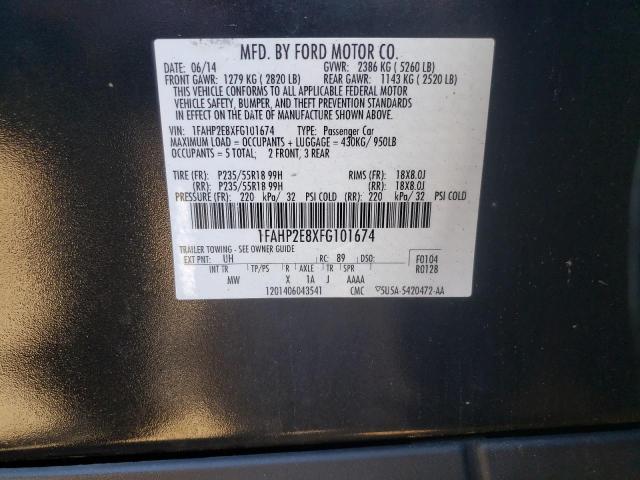 MFD. BY FORD MOTOR CO.
DATE: 06/14 GVWR: 2386 KG ( 5260 LB)
FRONT GAWR: 1279 KG ( 2820 LB) REAR GAWR: 1143 KG ( 2520 LB)
THIS VEHICLE CONFORMS TO ALL APPLICABLE FEDERAL MOTOR
VEHICLE SAFETY, BUMPER, AND THEFT PREVENTION STANDARDS
IN EFFECT ON THE DATE OF MANUFACTURE SHOWN ABOVE.
VIN: 1FAHP2E8XFG101674 TYPE: Passenger Car
MAXIMUM LOAD = OCCUPANTS + LUGGAGE = 430KG/ 950LB
OCCUPANTS = 5 TOTAL; 2 FRONT, 3 REAR
TIRE (FR): P235/55R18 99H RIMS (FR): 18X8.0J
(RR): P235/55R18 99H (RR): 18X8.0J
PRESSURE (FR): 220 kPa/ 32 PSI COLD (RR): 220 kPa/ 32 PSI COLD
1FAHP2E8XFG101674
TRAILER TOWING - SEE OWNER GUIDE
EXT PNT: UH RC: 89 DSO: F0104
INT TR TP/PS R AXLE TR SPR R0128
MW X 1A J AAAA
1201406043541 CMC ▽5U5A-5420472-AA